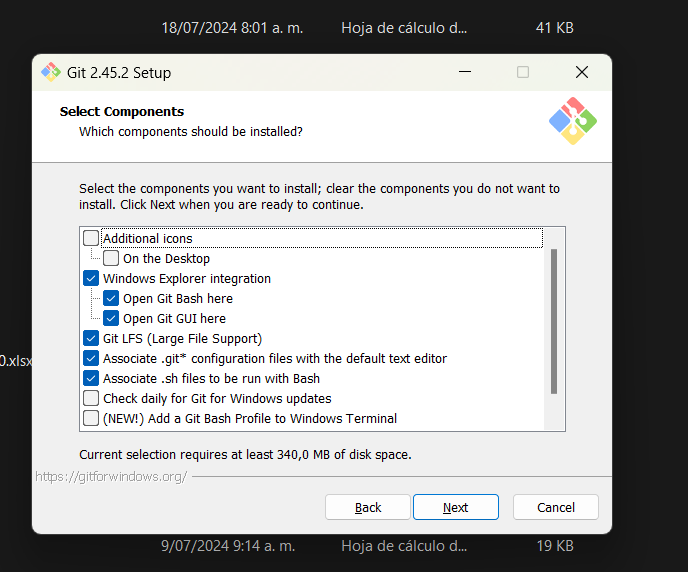 18/07/2024 8:01 a. m. Hoja de cálculo d... 41 KB
Git 2.45.2 Setup
Select Components
Which components should be installed?
Select the components you want to install; clear the components you do not want to
install. Click Next when you are ready to continue.
Additional icons
On the Desktop
Windows Explorer integration
Open Git Bash here
Open Git GUI here
Git LFS (Large File Support)
0.xlsx
Associate .git* configuration files with the default text editor
Associate .sh files to be run with Bash
Check daily for Git for Windows updates
(NEW!) Add a Git Bash Profile to Windows Terminal
Current selection requires at least 340,0 MB of disk space.
https://gitforwindows.org/
Back Next Cancel
9/07/2024 9:14 a. m. Hoja de cálculo d... 19 KB